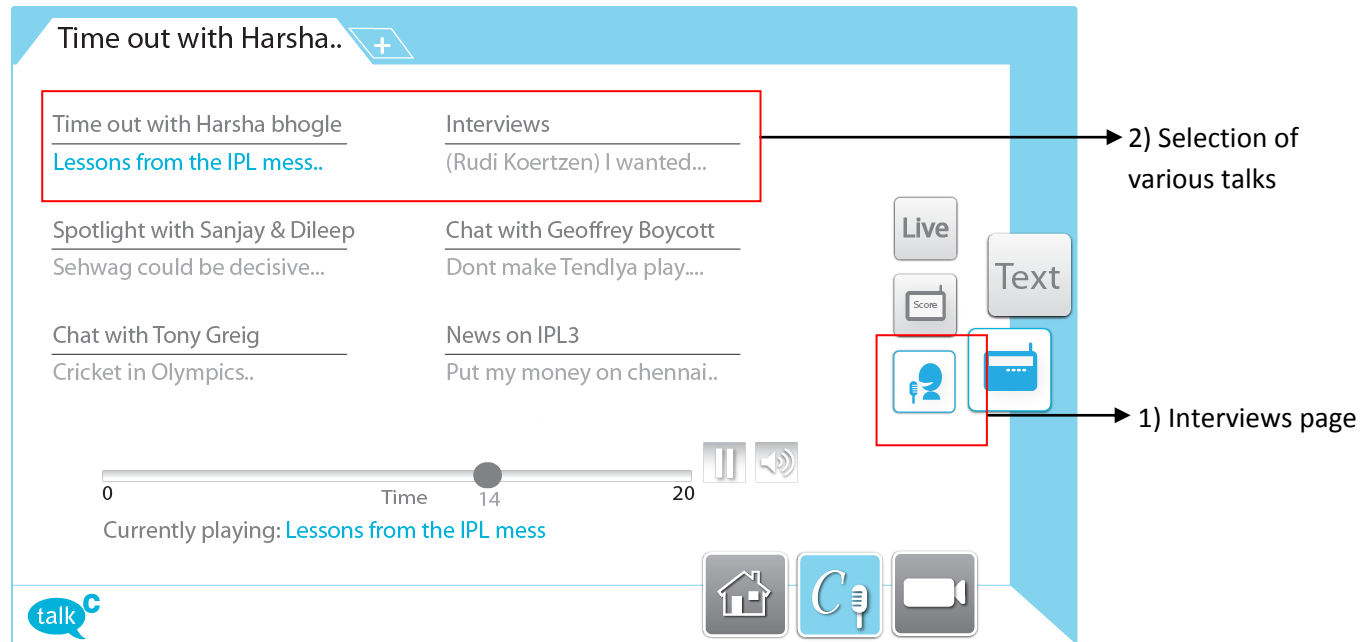 Time out with Harsha..
+
Time out with Harsha bhogle
Lessons from the IPL mess..
Interviews
(Rudi Koertzen) I wanted...
2) Selection of
various talks
Spotlight with Sanjay & Dileep
Sehwag could be decisive...
Chat with Geoffrey Boycott
Dont make Tendlya play....
Live
Text
Score
Chat with Tony Greig
Cricket in Olympics..
News on IPL3
Put my money on chennai..
1) Interviews page
0
Time
14
20
Currently playing: Lessons from the IPL mess
C
talk C